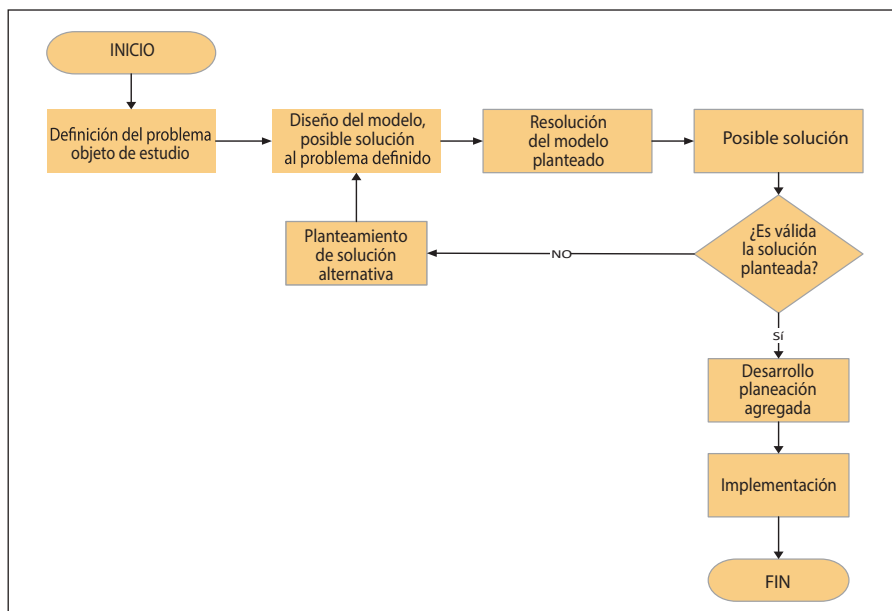 INICIO
Definición del problema
objeto de estudio
Diseño del modelo,
posible solución
al problema definido
Resolución
del modelo
planteado
Posible solución
¿Es válida
la solución
planteada?
NO
Planteamiento
de solución
alternativa
Sí
Desarrollo
planeación
agregada
Implementación
FIN